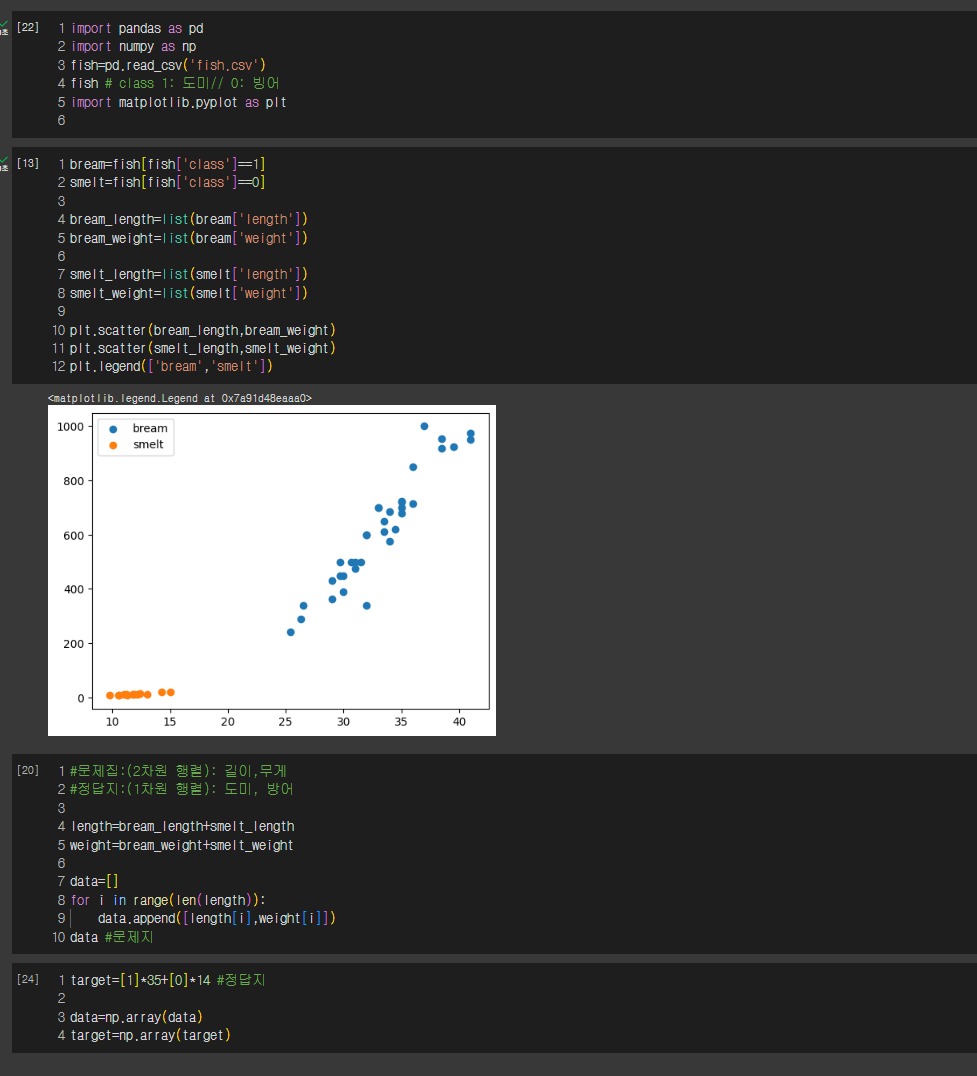 [22]
1 import pandas as pd
2 import numpy as np
3 fish=pd.read_csv('fish.csv')
4 fish # class 1: 도미// 0: 빙어
5 import matplotlib.pyplot as plt
6
[13]
1 bream=fish[fish['class']==1]
2 smelt=fish[fish['class']==0]
3
4 bream_length=list(bream['length'])
5 bream_weight=list(bream['weight'])
6
7 smelt_length=list(smelt['length'])
8 smelt_weight=list(smelt['weight'])
9
10 plt.scatter(bream_length,bream_weight)
11 plt.scatter(smelt_length,smelt_weight)
12 plt.legend(['bream','smelt'])
<matplotlib.legend.Legend at 0x7a91d48eaaa0>
bream
smelt
1000
800
600
400
200
0
10 15 20 25 30 35 40
[20]
1 #문제집:(2차원 행렬): 길이,무게
2 #정답지:(1차원 행렬): 도미, 방어
3
4 length=bream_length+smelt_length
5 weight=bream_weight+smelt_weight
6
7 data=[]
8 for i in range(len(length)):
9 data.append([length[i],weight[i]])
10 data #문제지
[24]
1 target=[1]*35+[0]*14 #정답지
2
3 data=np.array(data)
4 target=np.array(target)